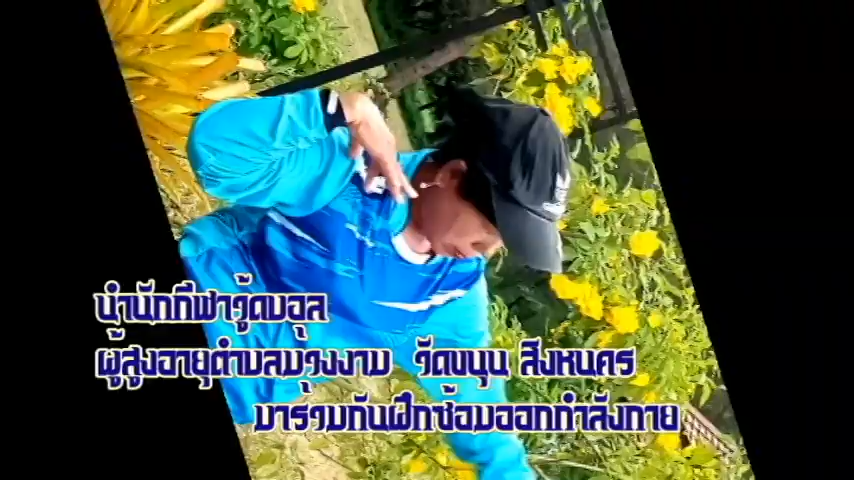 นำนักกีฬาวู้ดบอล
ผู้สูงอายุตำบลม่วงงาม วัดขนุน สิงหนคร
มาร่วมกันฝึกซ้อมออกกำลังกาย